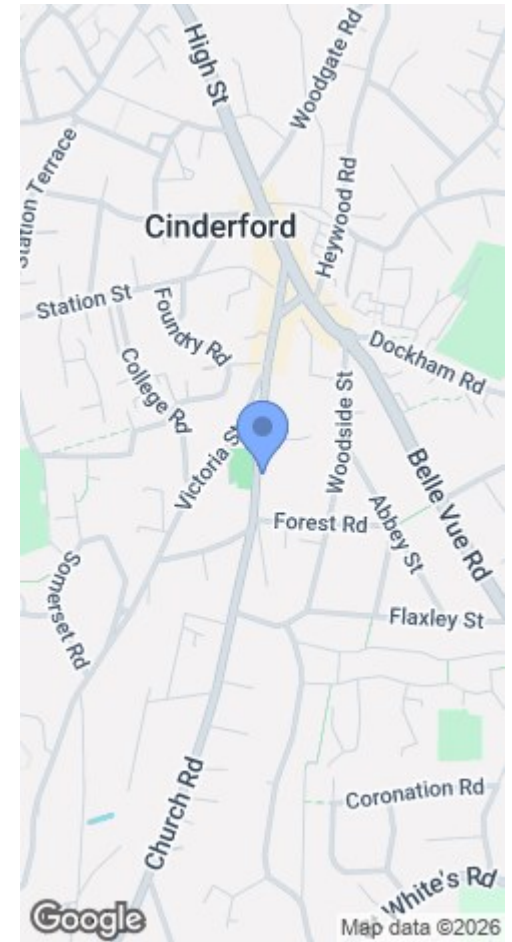 High St
Woodgate Rd
Station Terrace
Heywood Rd
Cinderford
Station St
Foundry Rd
Dockham Rd
College Rd
Woodside St
Victoria St
Belle Vue Rd
Abbey St
Forest Rd
Somerset Rd
Flaxley St
Church Rd
Coronation Rd
White's Rd
Google
Map data ©2026